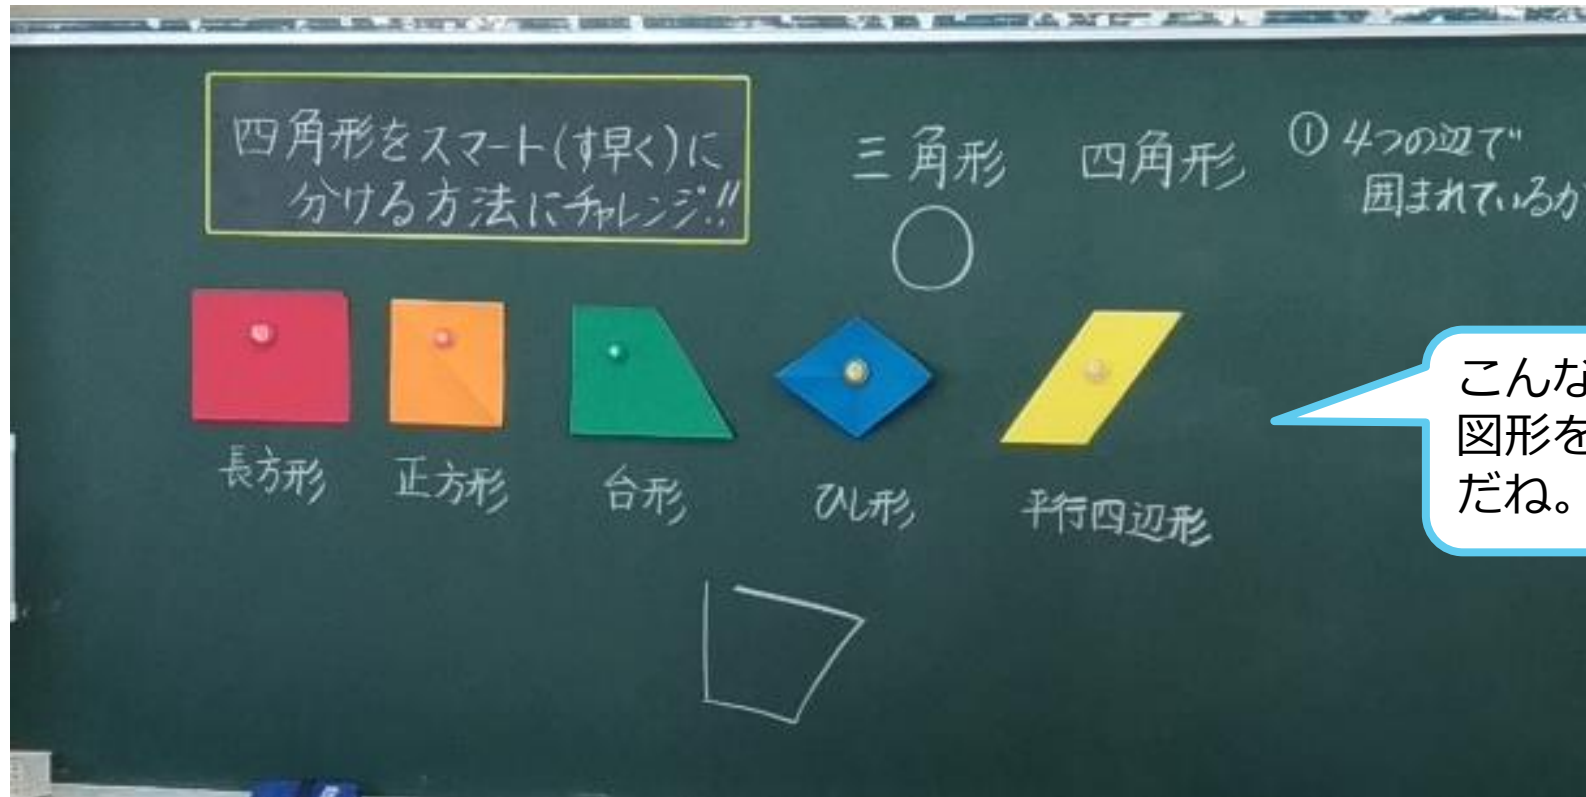 四角形をスマート(す早く)に
分ける方法にチャレンジ!!
三角形 四角形
① 4つの辺で
囲まれているか
長方形
正方形
台形
ひし形
平行四辺形
こんな
図形を
だね。